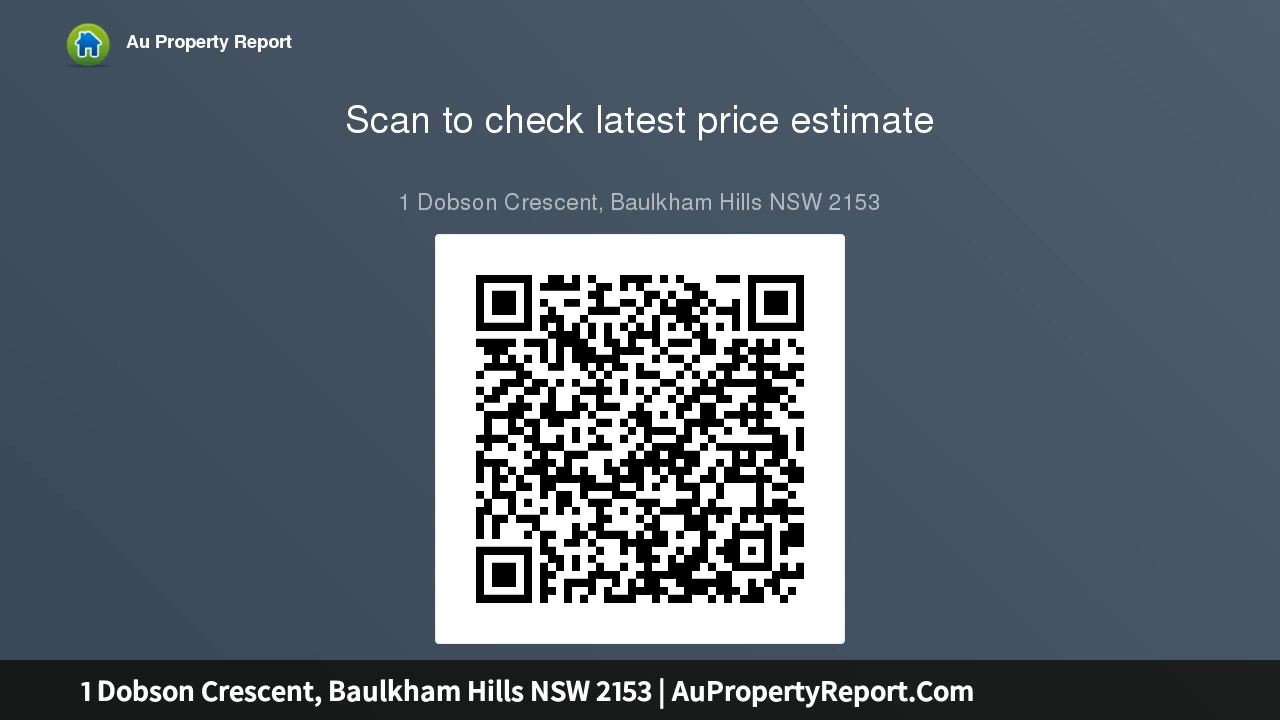 Au Property Report
Scan to check latest price estimate
1 Dobson Crescent, Baulkham Hills NSW 2153
1 Dobson Crescent, Baulkham Hills NSW 2153 | AuPropertyReport.Com